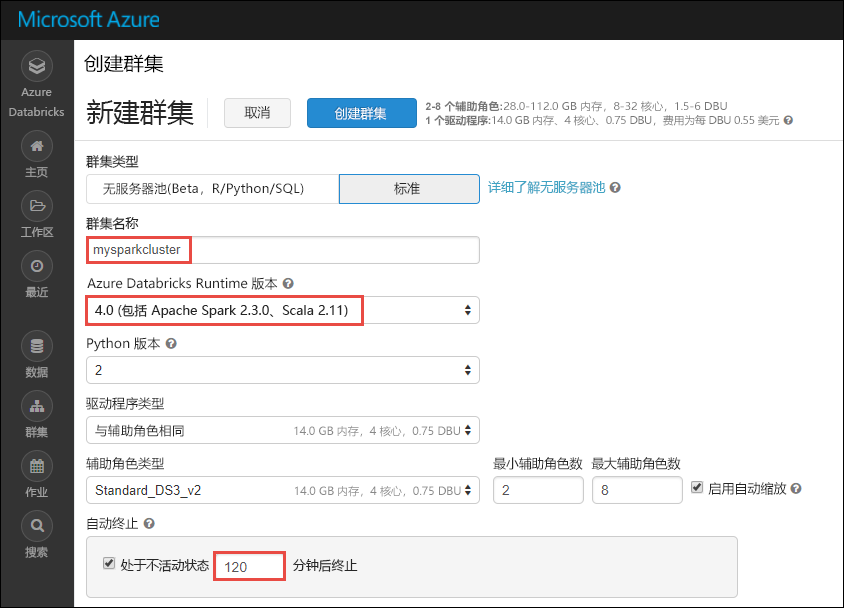 Microsoft Azure
Azure
Databricks
主页
工作区
最近
数据
群集
作业
搜索
创建群集
新建群集
取消
创建群集
2-8 个辅助角色:28.0-112.0 GB 内存，8-32 核心，1.5-6 DBU
1 个驱动程序:14.0 GB 内存、4 核心、0.75 DBU，费用为每 DBU 0.55 美元
群集类型
无服务器池(Beta，R/Python/SQL)
标准
详细了解无服务器池
群集名称
mysparkcluster
Azure Databricks Runtime 版本
4.0 (包括 Apache Spark 2.3.0、Scala 2.11)
Python 版本
2
驱动程序类型
与辅助角色相同 14.0 GB 内存，4 核心，0.75 DBU
辅助角色类型 最小辅助角色数 最大辅助角色数
Standard_DS3_v2 14.0 GB 内存，4 核心，0.75 DBU 2 8 启用自动缩放
自动终止
处于不活动状态 120 分钟后终止